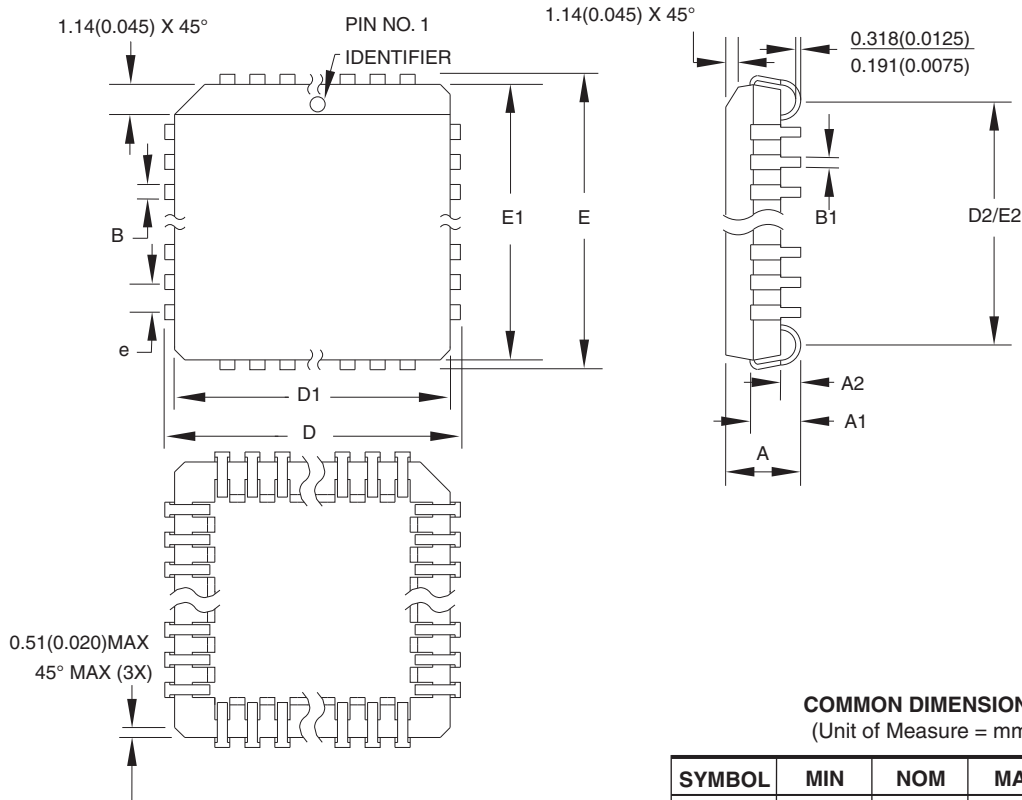 1.14(0.045) X 45°
PIN NO. 1
IDENTIFIER
1.14(0.045) X 45°
0.318(0.0125)
0.191(0.0075)
B
e
E1
E
B1
D2/E2
D1
D
A2
A1
A
0.51(0.020)MAX
45° MAX (3X)
COMMON DIMENSION
(Unit of Measure = mm
SYMBOL MIN NOM MA